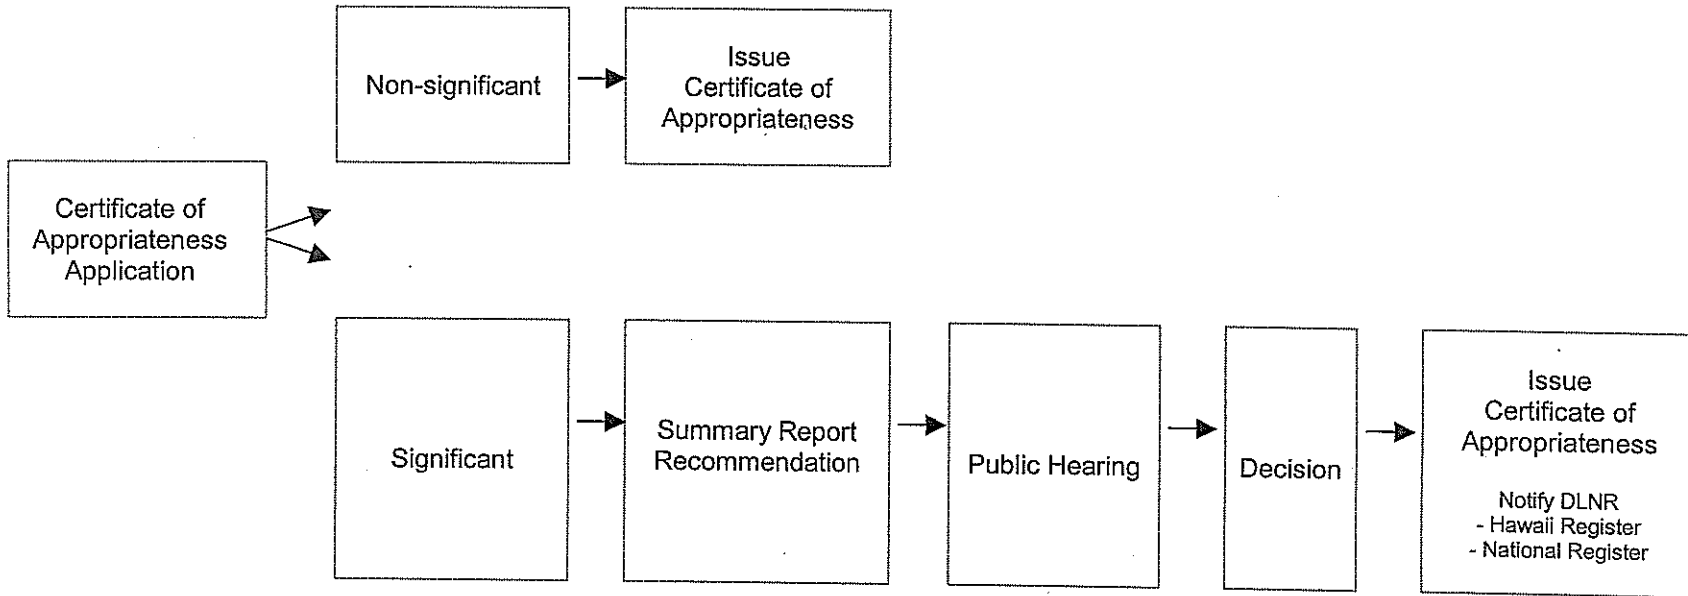 Certificate of
Appropriateness
Application
Non-significant
Issue
Certificate of
Appropriateness
Significant
Summary Report
Recommendation
Public Hearing
Decision
Issue
Certificate of
Appropriateness
Notify DLNR
- Hawaii Register
- National Register